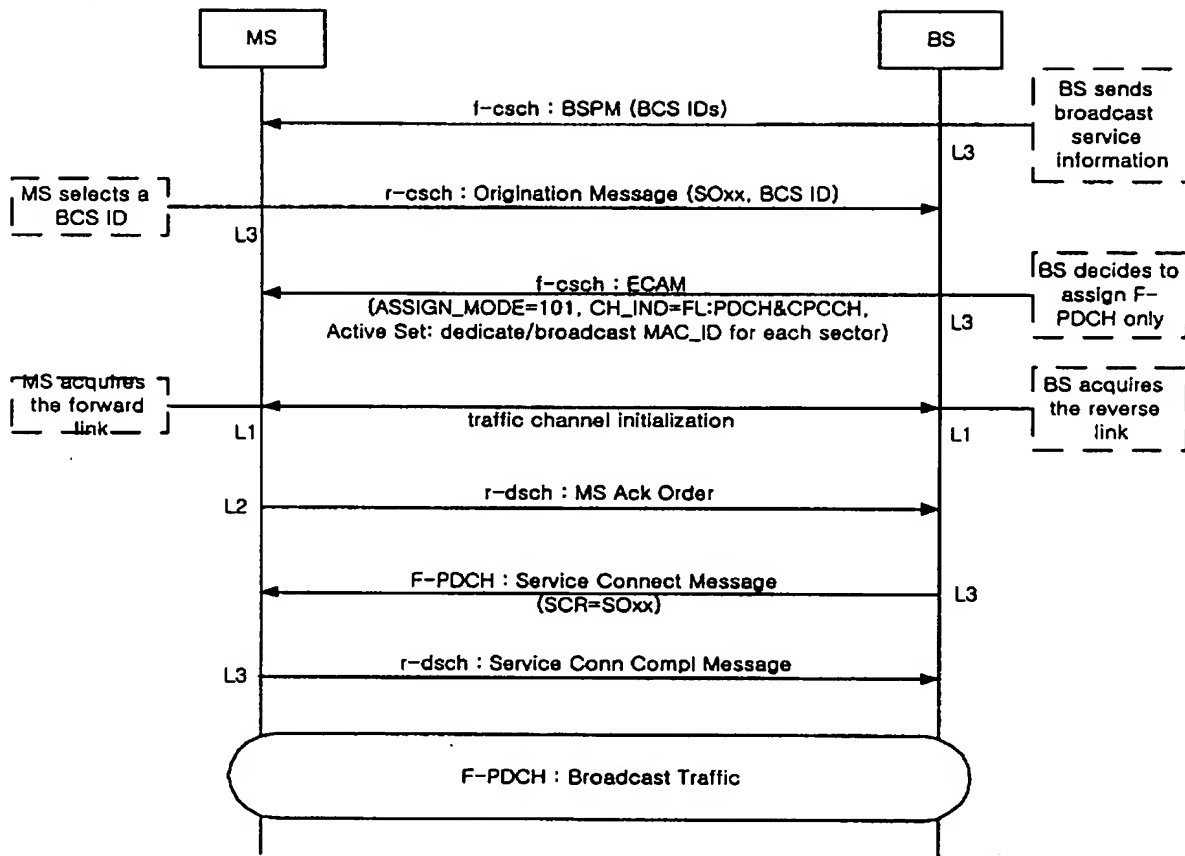 MS
BS
f-csch : BSPM (BCS IDs)
L3
BS sends
broadcast
service
information
MS selects a
BCS ID
r-csch : Origination Message (SOxx, BCS ID)
L3
f-csch : ECAM
(ASSIGN_MODE=101, CH_IND=FL:PDCH&CPCCH,
Active Set: dedicate/broadcast MAC_ID for each sector)
L3
BS decides to
assign F-
PDCH only
MS acquires
the forward
link
L1
traffic channel initialization
L1
BS acquires
the reverse
link
L2
r-dsch : MS Ack Order
F-PDCH : Service Connect Message
(SCR=SOxx)
L3
L3
r-dsch : Service Conn Compl Message
F-PDCH : Broadcast Traffic